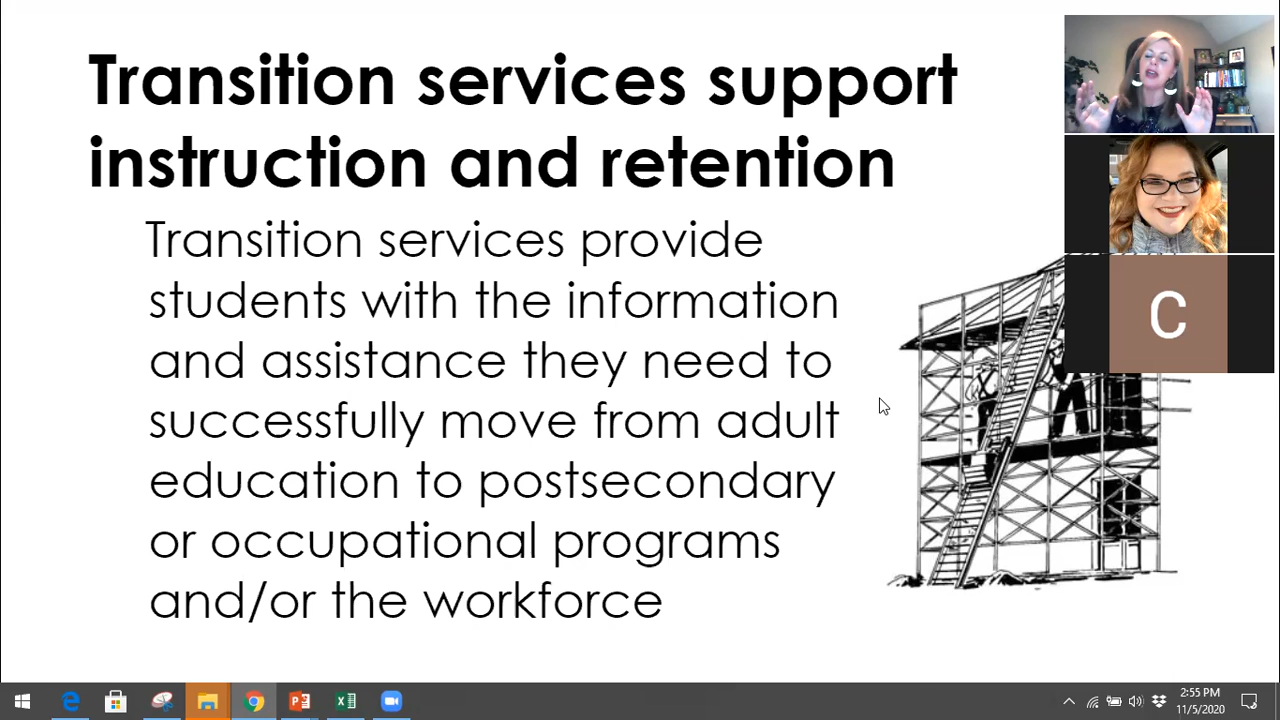 Transition services support
instruction and retention
Transition services provide
students with the information
and assistance they need to
successfully move from adult
education to postsecondary
or occupational programs
and/or the workforce
C
2:55 PM
11/5/2020